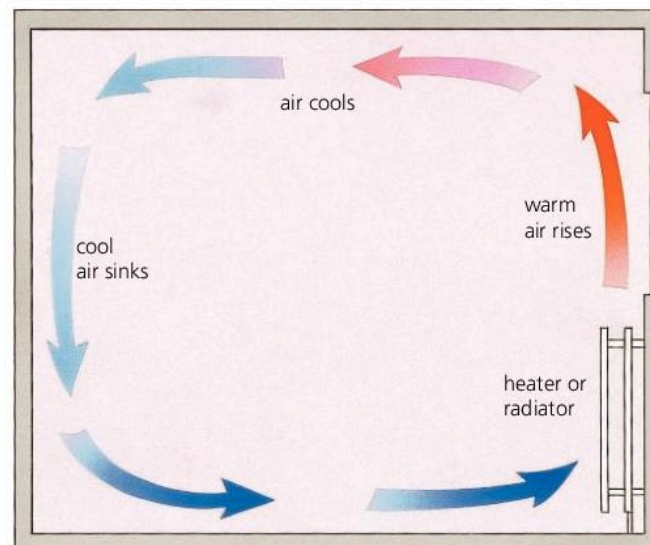 air cools
warm
air rises
cool
air sinks
heater or
radiator